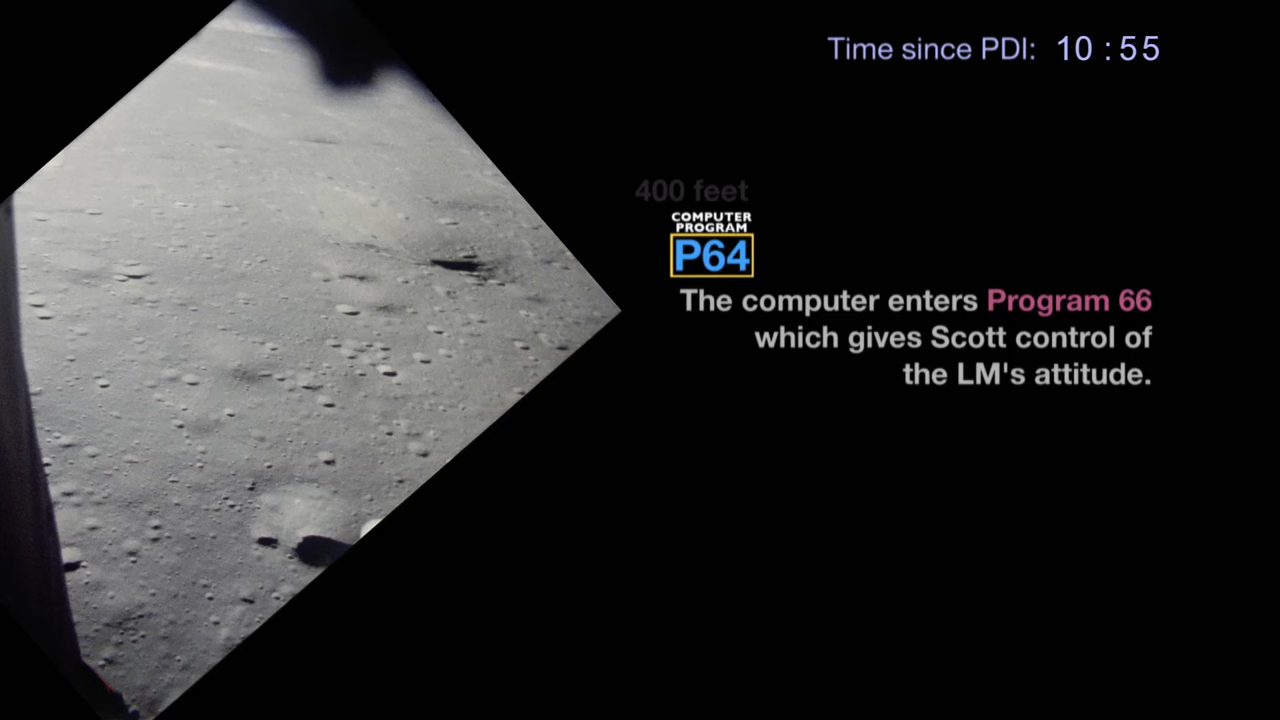 Time since PDI: 10 : 55
400 feet
COMPUTER
PROGRAM
P64
The computer enters Program 66
which gives Scott control of
the LM's attitude.